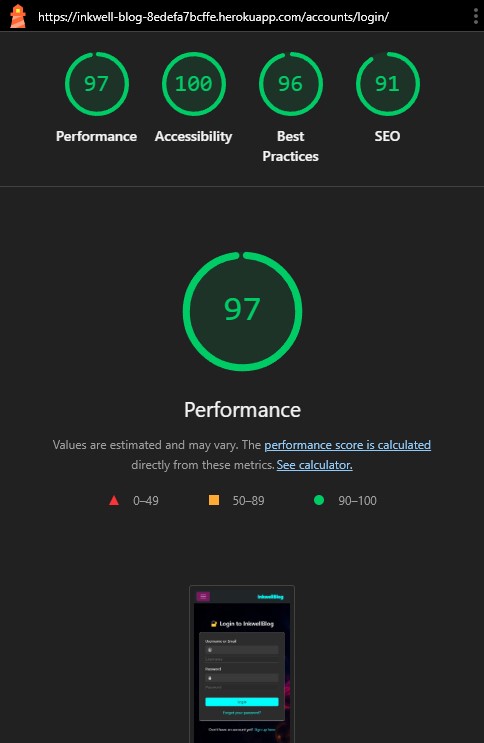 https://inkwell-blog-8edefa7bcffe.herokuapp.com/accounts/login/
97 100 96 91
Performance Accessibility Best Practices SEO
97
Performance
Values are estimated and may vary. The performance score is calculated
directly from these metrics. See calculator.
0–49 50–89 90–100
InkwellBlog
Login to InkwellBlog
Username or Email
Username
Password
Password
Forgot your password?
Don't have an account yet? Sign up here